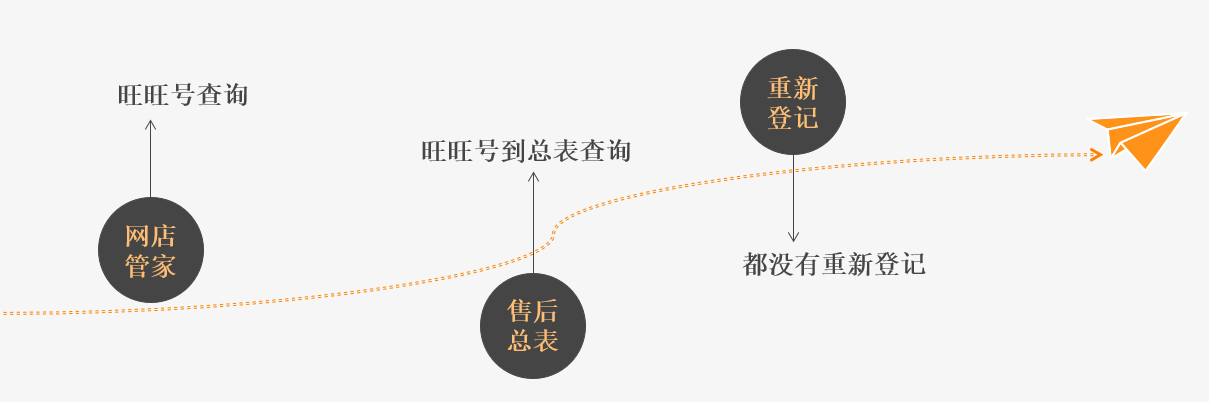 旺旺号查询
网店
管家
旺旺号到总表查询
售后
总表
重新
登记
都没有重新登记